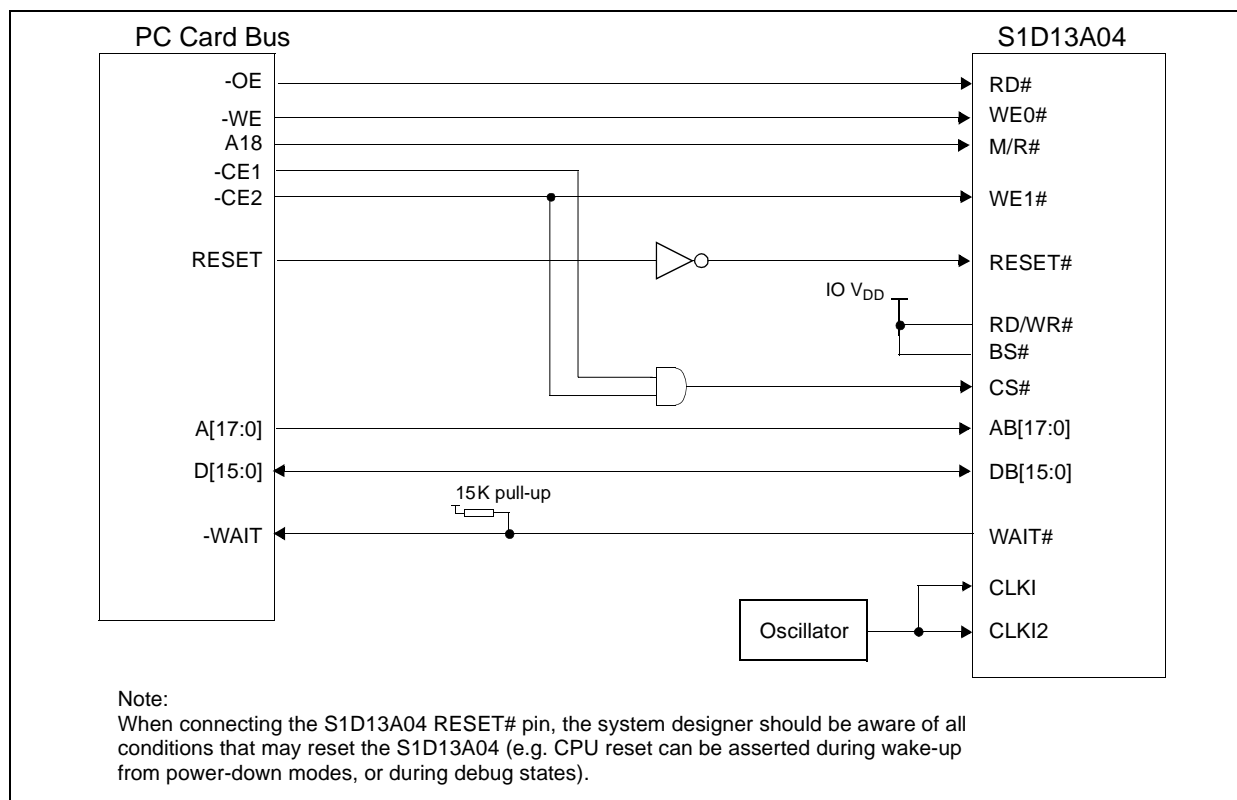 PC Card Bus
S1D13A04
-OE
RD#
-WE
WE0#
A18
M/R#
-CE1
-CE2
WE1#
RESET
RESET#
IO VDD
RD/WR#
BS#
CS#
A[17:0]
AB[17:0]
D[15:0]
DB[15:0]
15K pull-up
-WAIT
WAIT#
CLKI
Oscillator
CLKI2
Note:
When connecting the S1D13A04 RESET# pin, the system designer should be aware of all
conditions that may reset the S1D13A04 (e.g. CPU reset can be asserted during wake-up
from power-down modes, or during debug states).